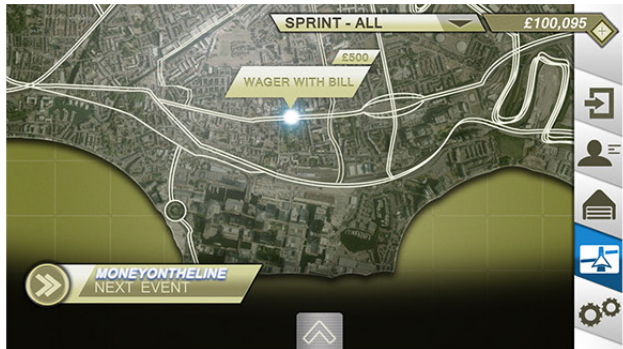 SPRINT - ALL
£100,095
£500
WAGER WITH BILL
MONEYONTHELINE
NEXT EVENT